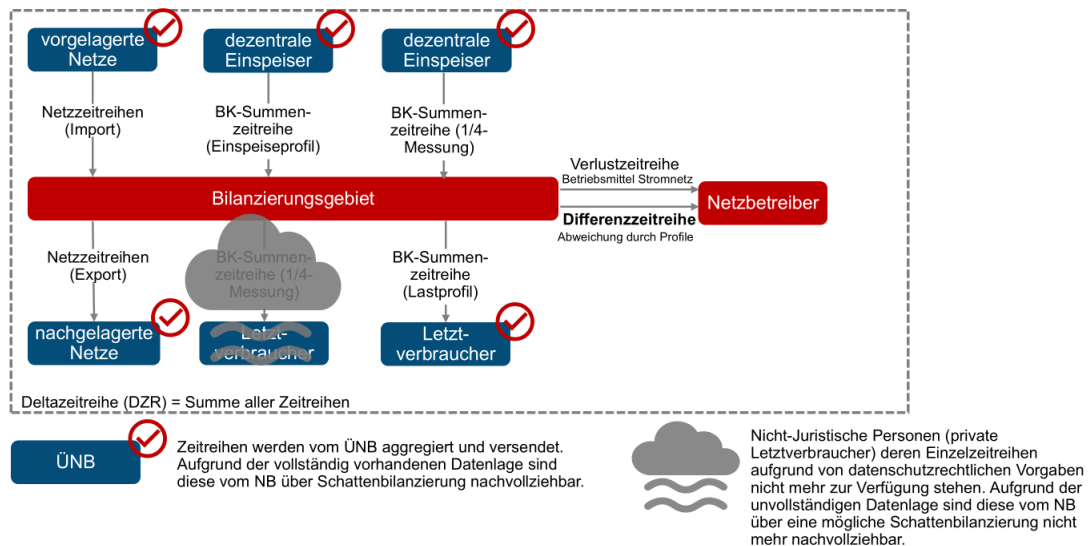 vorgelagerte
Netze
dezentrale
Einspeiser
dezentrale
Einspeiser
Netzzeitreihen
(Import)
BK-Summen-
zeitreihe
(Einspeiseprofil)
BK-Summen-
zeitreihe (1/4-
Messung)
Verlustzeitreihe
Betriebsmittel Stromnetz
Bilanzierungsgebiet
Netzbetreiber
Differenzzeitreihe
Abweichung durch Profile
Netzzeitreihen
(Export)
BK-Summen-
zeitreihe (1/4-
Messung)
BK-Summen-
zeitreihe
(Lastprofil)
nachgelagerte
Netze
Letzt-
verbraucher
Letzt-
verbraucher
Deltazeitreihe (DZR) = Summe aller Zeitreihen
ÜNB
Zeitreihen werden vom ÜNB aggregiert und versendet.
Aufgrund der vollständig vorhandenen Datenlage sind
diese vom NB über Schattenbilanzierung nachvollziehbar.
Nicht-Juristische Personen (private
Letztverbraucher) deren Einzelzeitreihen
aufgrund von datenschutzrechtlichen Vorgaben
nicht mehr zur Verfügung stehen. Aufgrund der
unvollständigen Datenlage sind diese vom NB
über eine mögliche Schattenbilanzierung nicht
mehr nachvollziehbar.